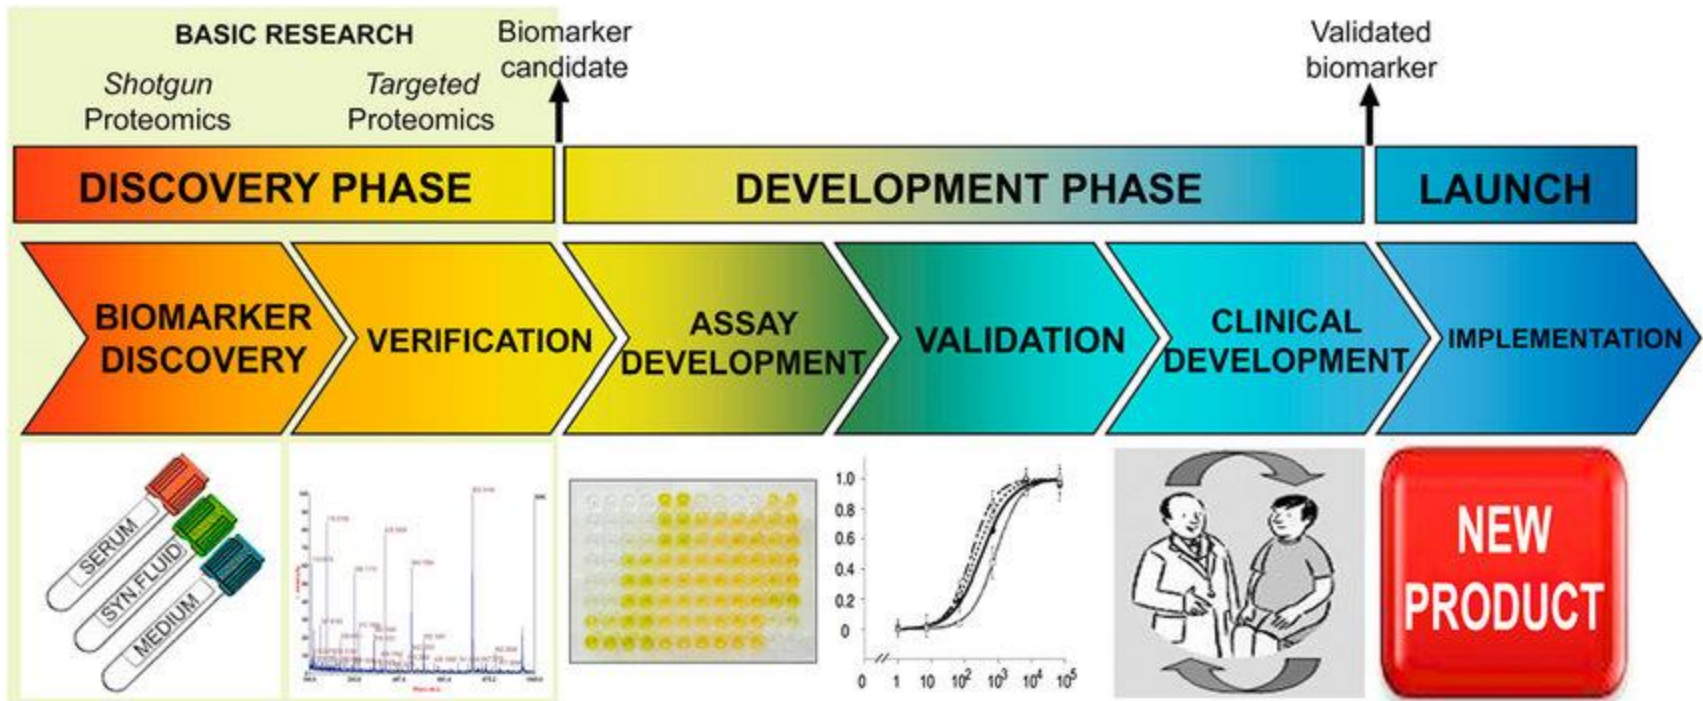 BASIC RESEARCH
Shotgun
Proteomics
Targeted
Proteomics
Biomarker
candidate
Validated
biomarker
DISCOVERY PHASE
DEVELOPMENT PHASE
LAUNCH
BIOMARKER
DISCOVERY
VERIFICATION
ASSAY
DEVELOPMENT
VALIDATION
CLINICAL
DEVELOPMENT
IMPLEMENTATION
SERUM
SYN.FLUID
MEDIUM
1.0
0.8
0.6
0.4
0.2
0
0 1 10 10² 10³ 10⁴ 10⁵
NEW
PRODUCT